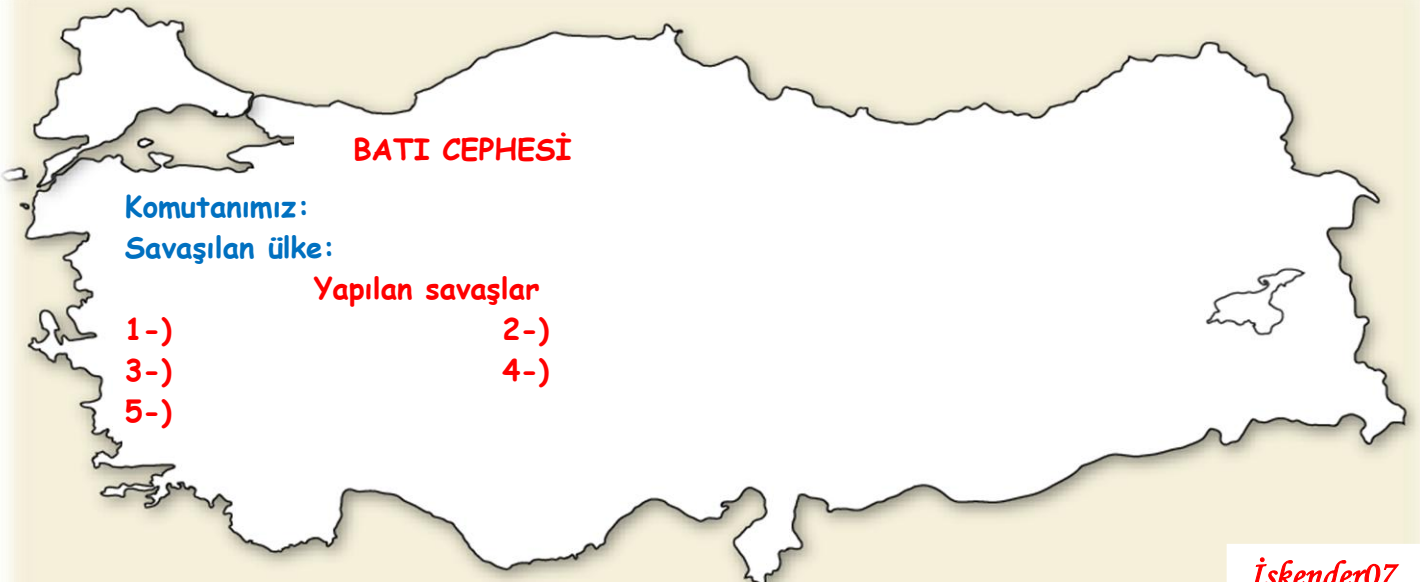 BATI CEPHESİ
Komutanımız:
Savaşılan ülke:
Yapılan savaşlar
1-) 2-)
3-) 4-)
5-)
İskender07